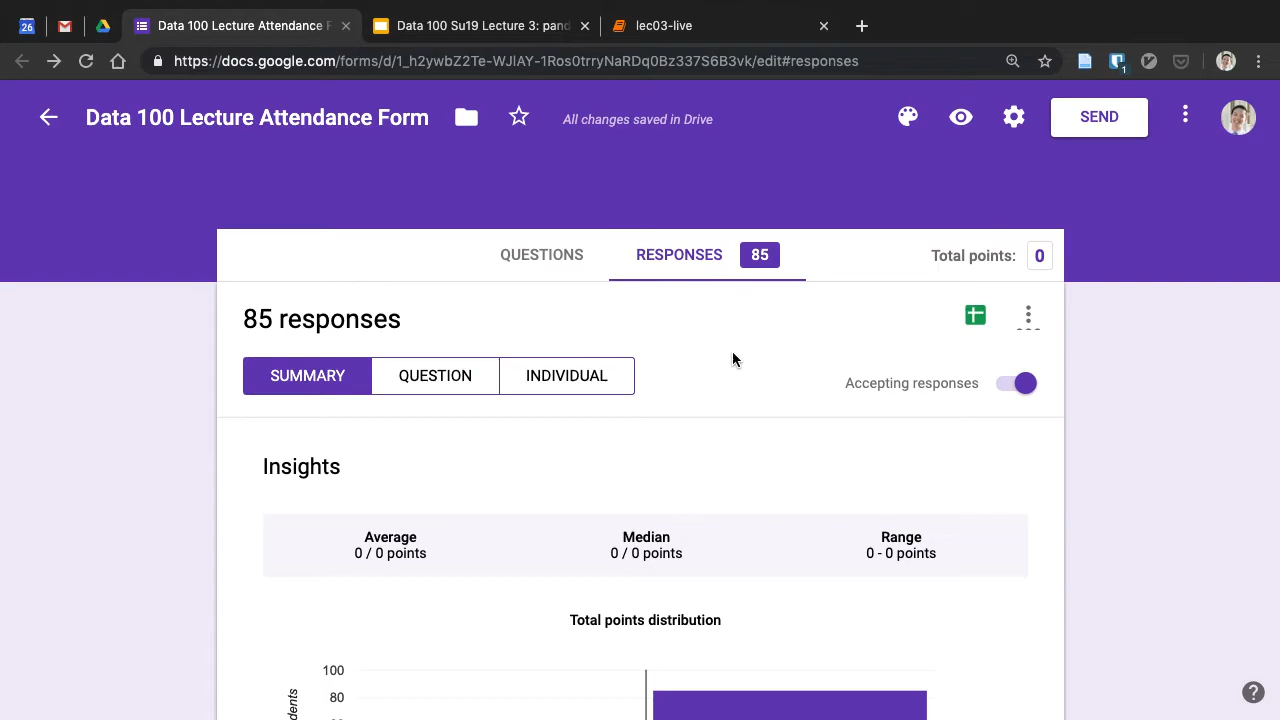 26
Data 100 Lecture Attendance F
Data 100 Su19 Lecture 3: pand
lec03-live
https://docs.google.com/forms/d/1_h2ywbZ2Te-WJlAY-1Ros0trryNaRDq0Bz337S6B3vk/edit#responses
1
Data 100 Lecture Attendance Form
All changes saved in Drive
SEND
QUESTIONS
RESPONSES
85
Total points:
0
85 responses
SUMMARY
QUESTION
INDIVIDUAL
Accepting responses
Insights
Average
0 / 0 points
Median
0 / 0 points
Range
0 - 0 points
Total points distribution
100
80
dents